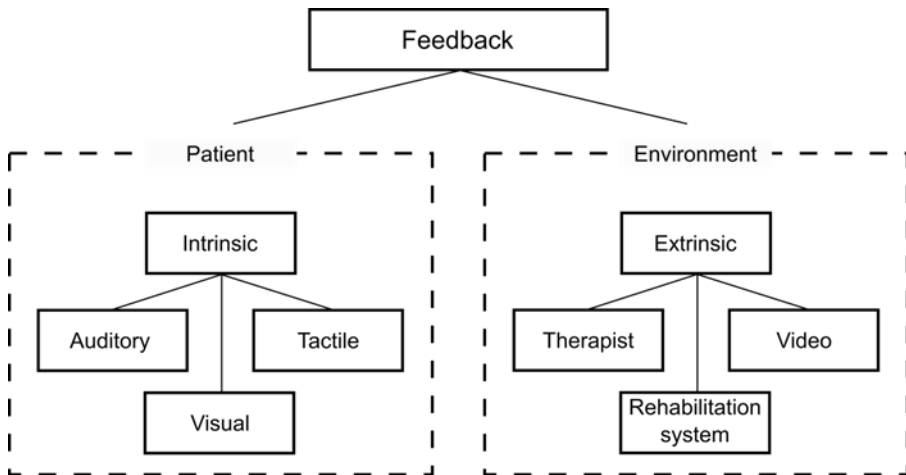 Feedback
Patient
Environment
Intrinsic
Extrinsic
Auditory
Tactile
Therapist
Video
Visual
Rehabilitation
system